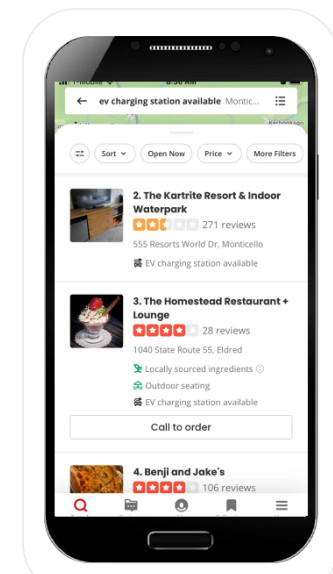 ev charging station available Montic...
Sort
Open Now
Price
More Filters
2. The Kartrite Resort & Indoor
Waterpark
271 reviews
555 Resorts World Dr, Monticello
EV charging station available
3. The Homestead Restaurant +
Lounge
28 reviews
1040 State Route 55, Eldred
Locally sourced ingredients
Outdoor seating
EV charging station available
Call to order
4. Benji and Jake's
106 reviews